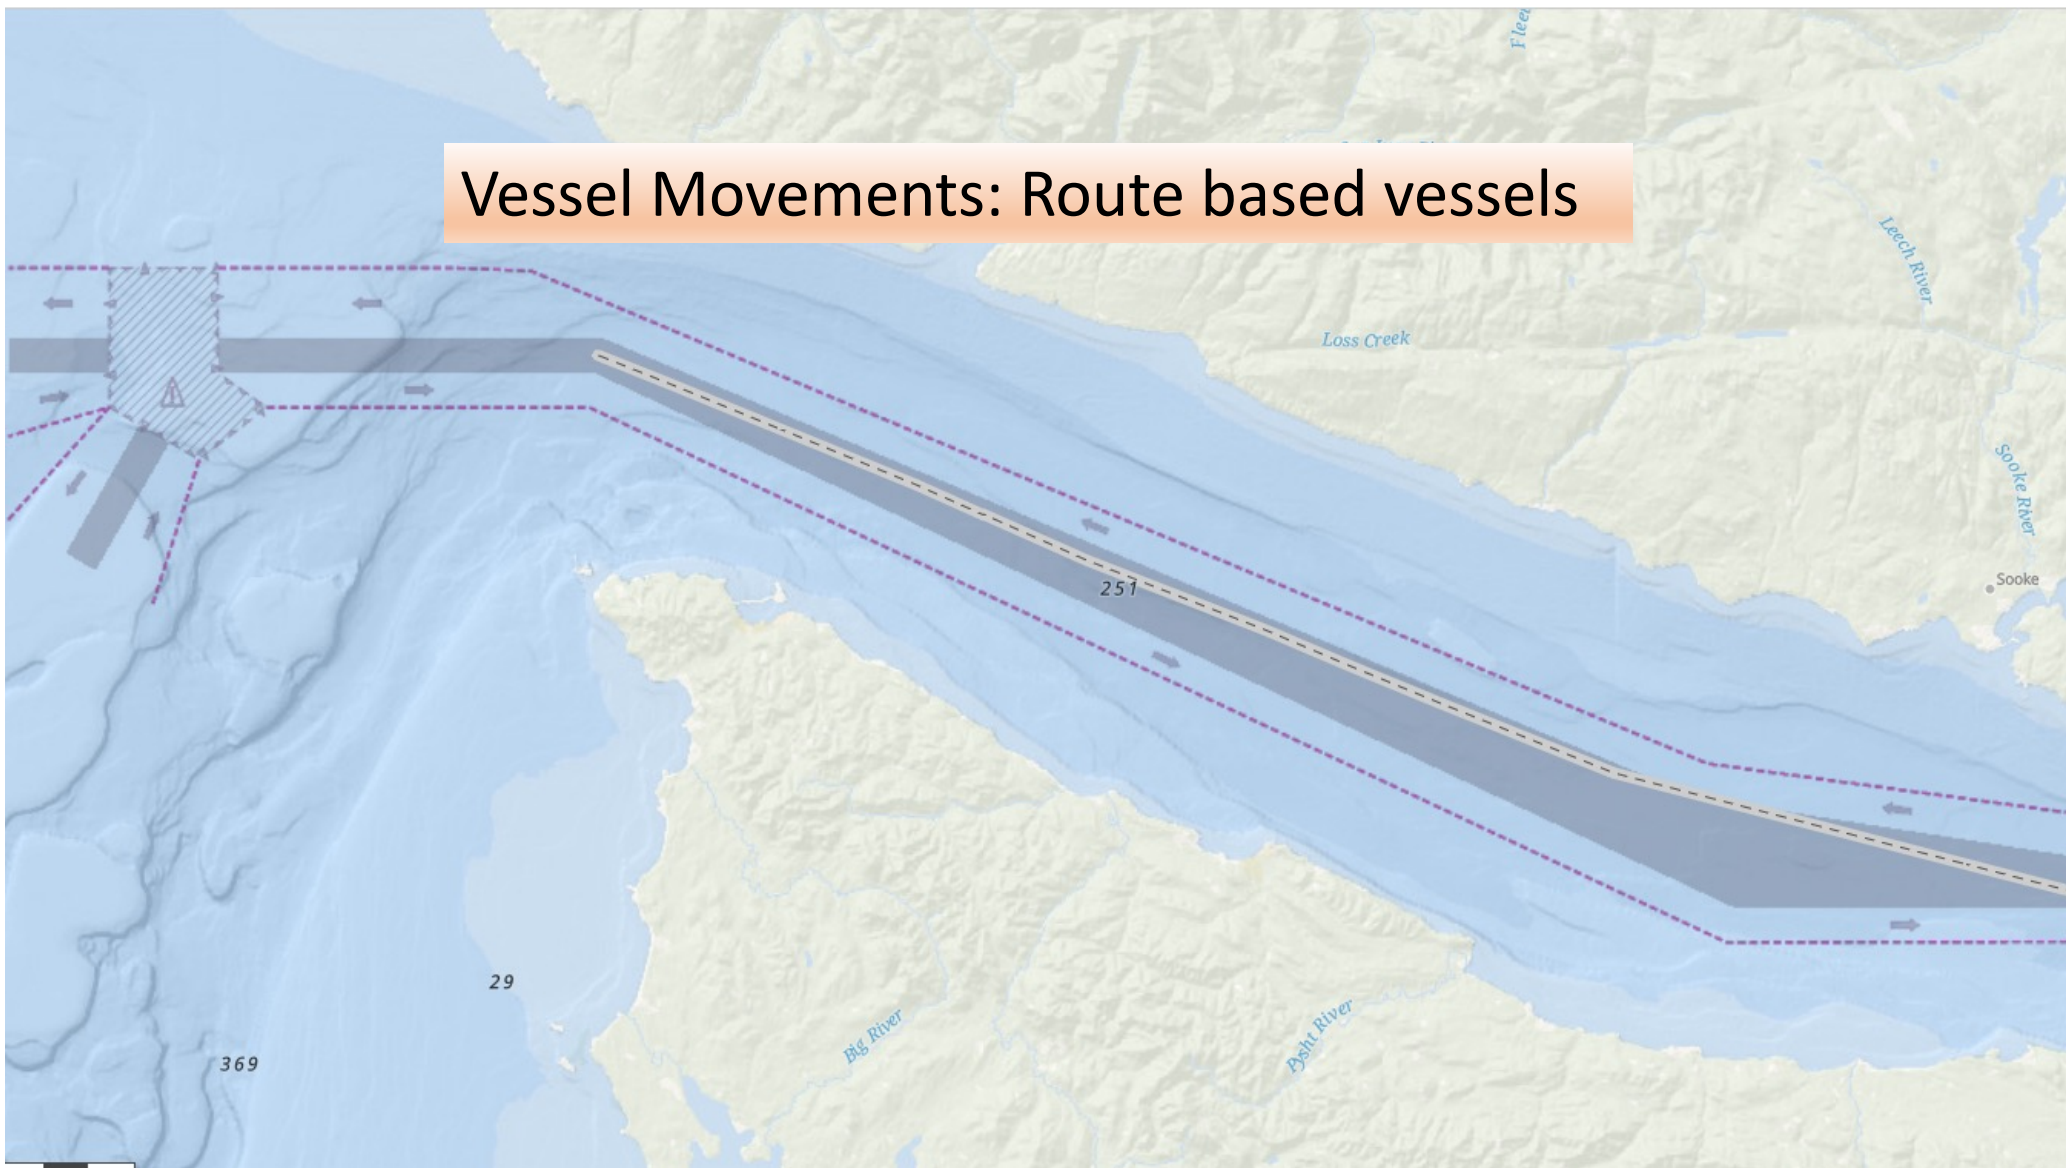 Flee
Vessel Movements: Route based vessels
Leech River
Loss Creek
Sooke River
Sooke
251
29
Big River
Pysht River
369